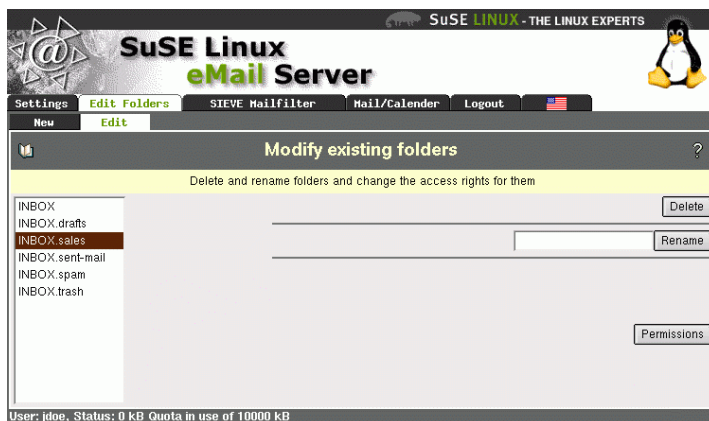 SuSE LINUX - THE LINUX EXPERTS
@
SuSE Linux
eMail Server
Settings Edit Folders SIEVE Mailfilter Mail/Calender Logout
New Edit
Modify existing folders ?
Delete and rename folders and change the access rights for them
INBOX
INBOX.drafts
INBOX.sales
INBOX.sent-mail
INBOX.spam
INBOX.trash
Delete
Rename
Permissions
User: jdoe, Status: 0 kB Quota in use of 10000 kB